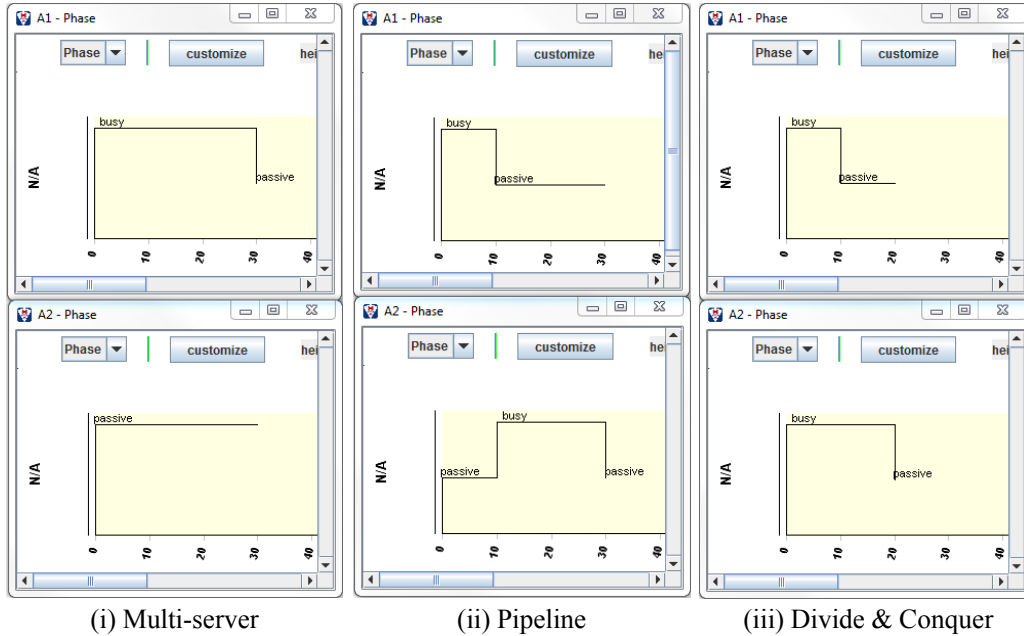 A1 - Phase
Phase customize hei
busy
passive
N/A
0 10 20 30 40
A1 - Phase
Phase customize he
busy
passive
N/A
0 10 20 30 40
A1 - Phase
Phase customize hei
busy
passive
N/A
0 10 20 30 40
A2 - Phase
Phase customize hei
passive
N/A
0 10 20 30 40
A2 - Phase
Phase customize he
busy
passive passive
N/A
0 10 20 30 40
A2 - Phase
Phase customize hei
busy
passive
N/A
0 10 20 30 40
(i) Multi-server
(ii) Pipeline
(iii) Divide & Conquer